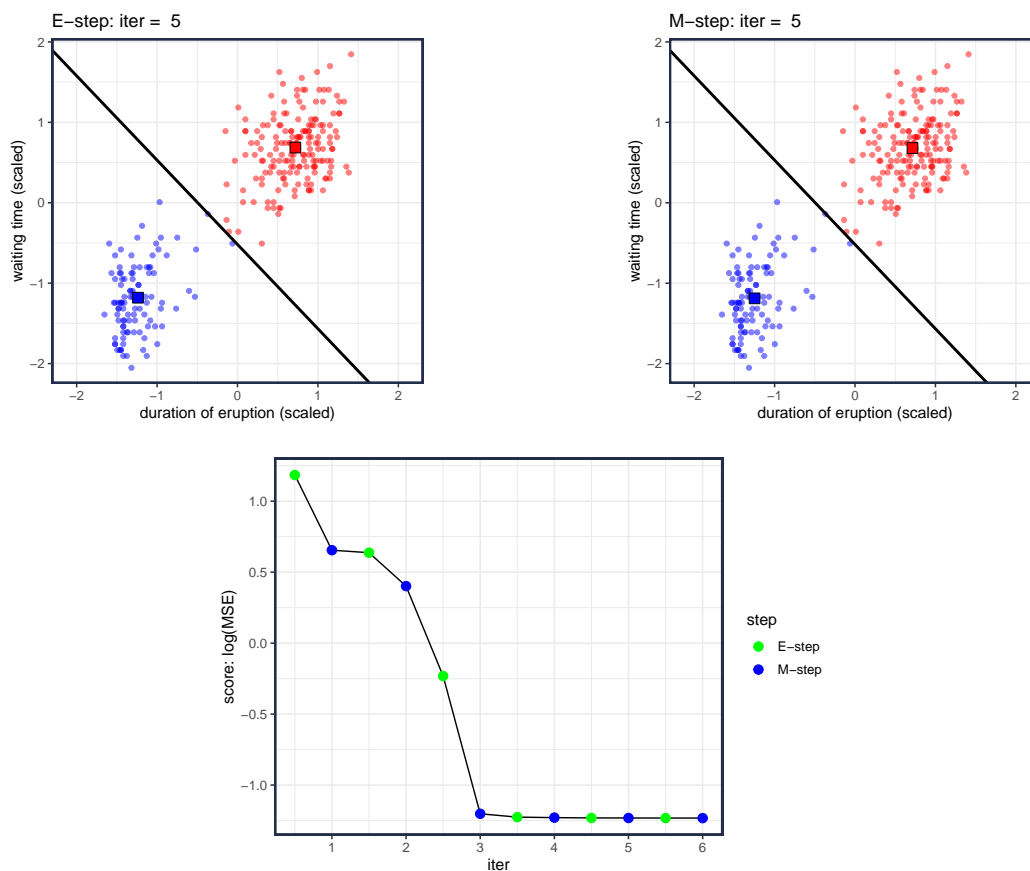 E−step: iter = 5
2
1
0
−1
−2
waiting time (scaled)
−2
−1
0
1
2
duration of eruption (scaled)
M−step: iter = 5
2
1
0
−1
−2
waiting time (scaled)
−2
−1
0
1
2
duration of eruption (scaled)
1.0
0.5
0.0
−0.5
−1.0
score: log(MSE)
1
2
3
4
5
6
iter
step
E−step
M−step